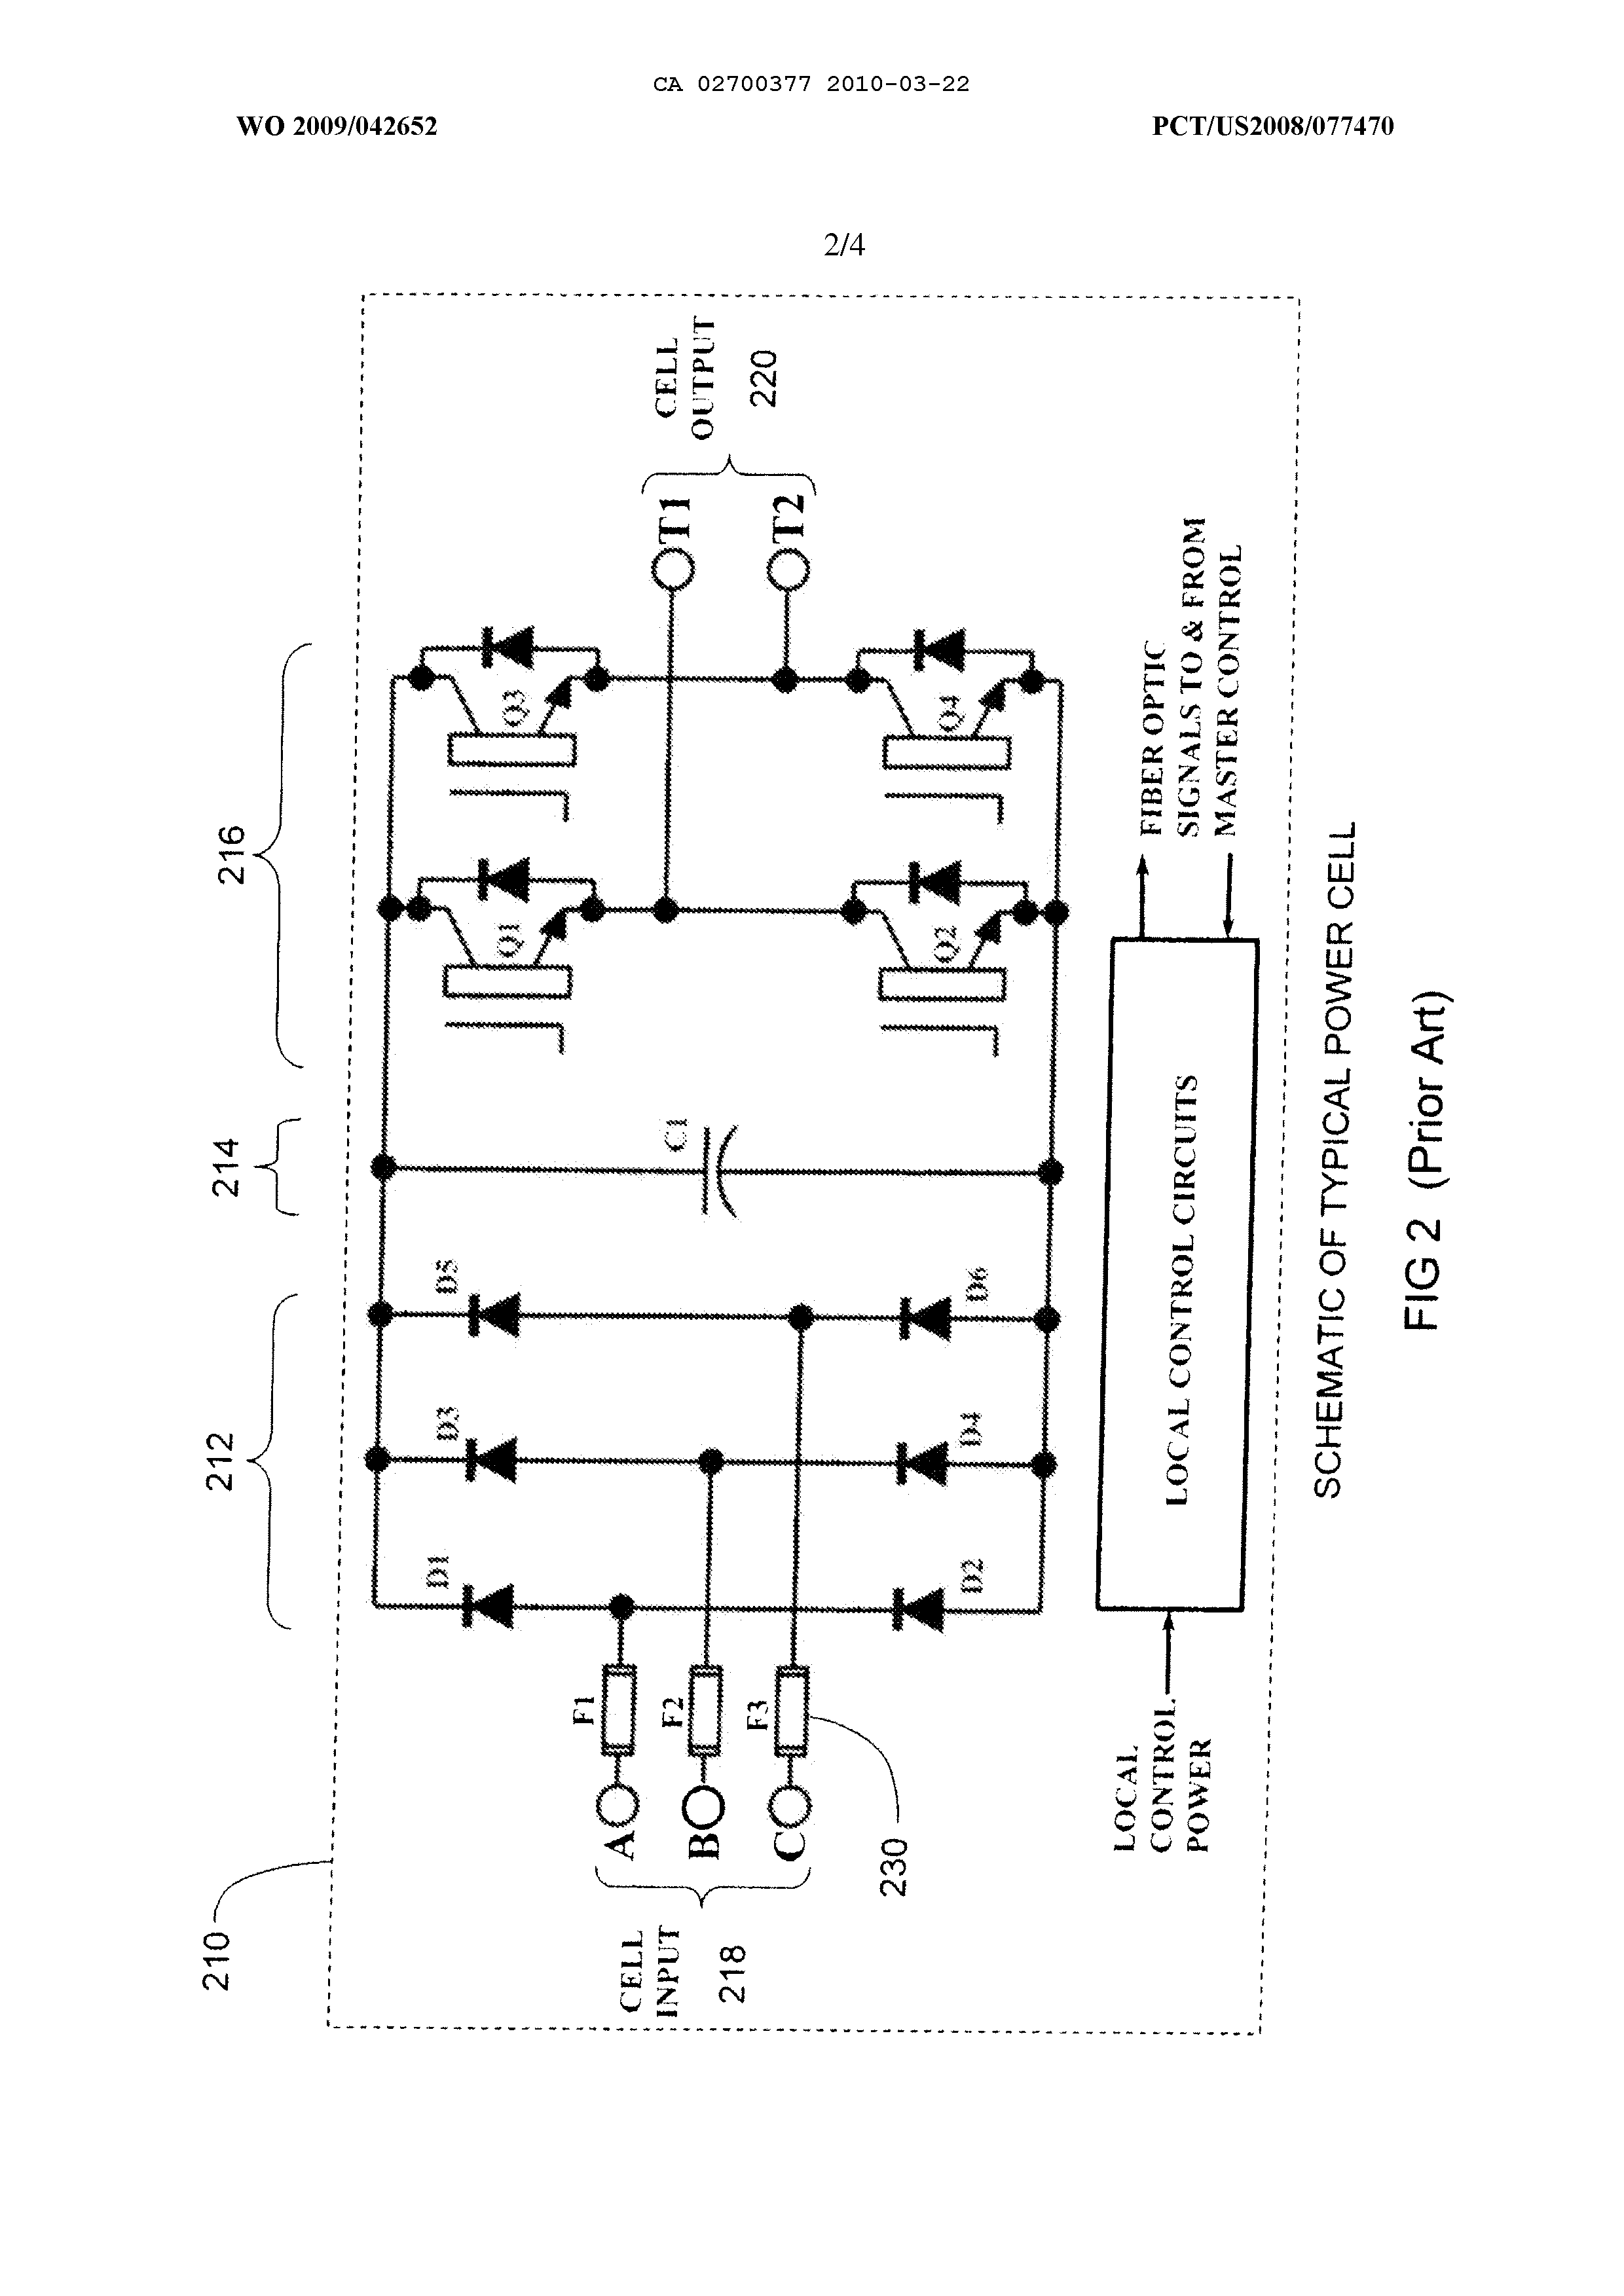 CA 02700377 2010-03-22
WO 2009/042652
PCT/US2008/077470
2/4
210
212
214
216
CELL
INPUT
218
A
B
C
F1
F2
F3
230
D1
D3
D5
D2
D4
D6
C1
Q1
Q3
Q2
Q4
T1
T2
CELL
OUTPUT
220
LOCAL
CONTROL
POWER
LOCAL CONTROL CIRCUITS
FIBER OPTIC
SIGNALS TO & FROM
MASTER CONTROL
SCHEMATIC OF TYPICAL POWER CELL
FIG 2 (Prior Art)